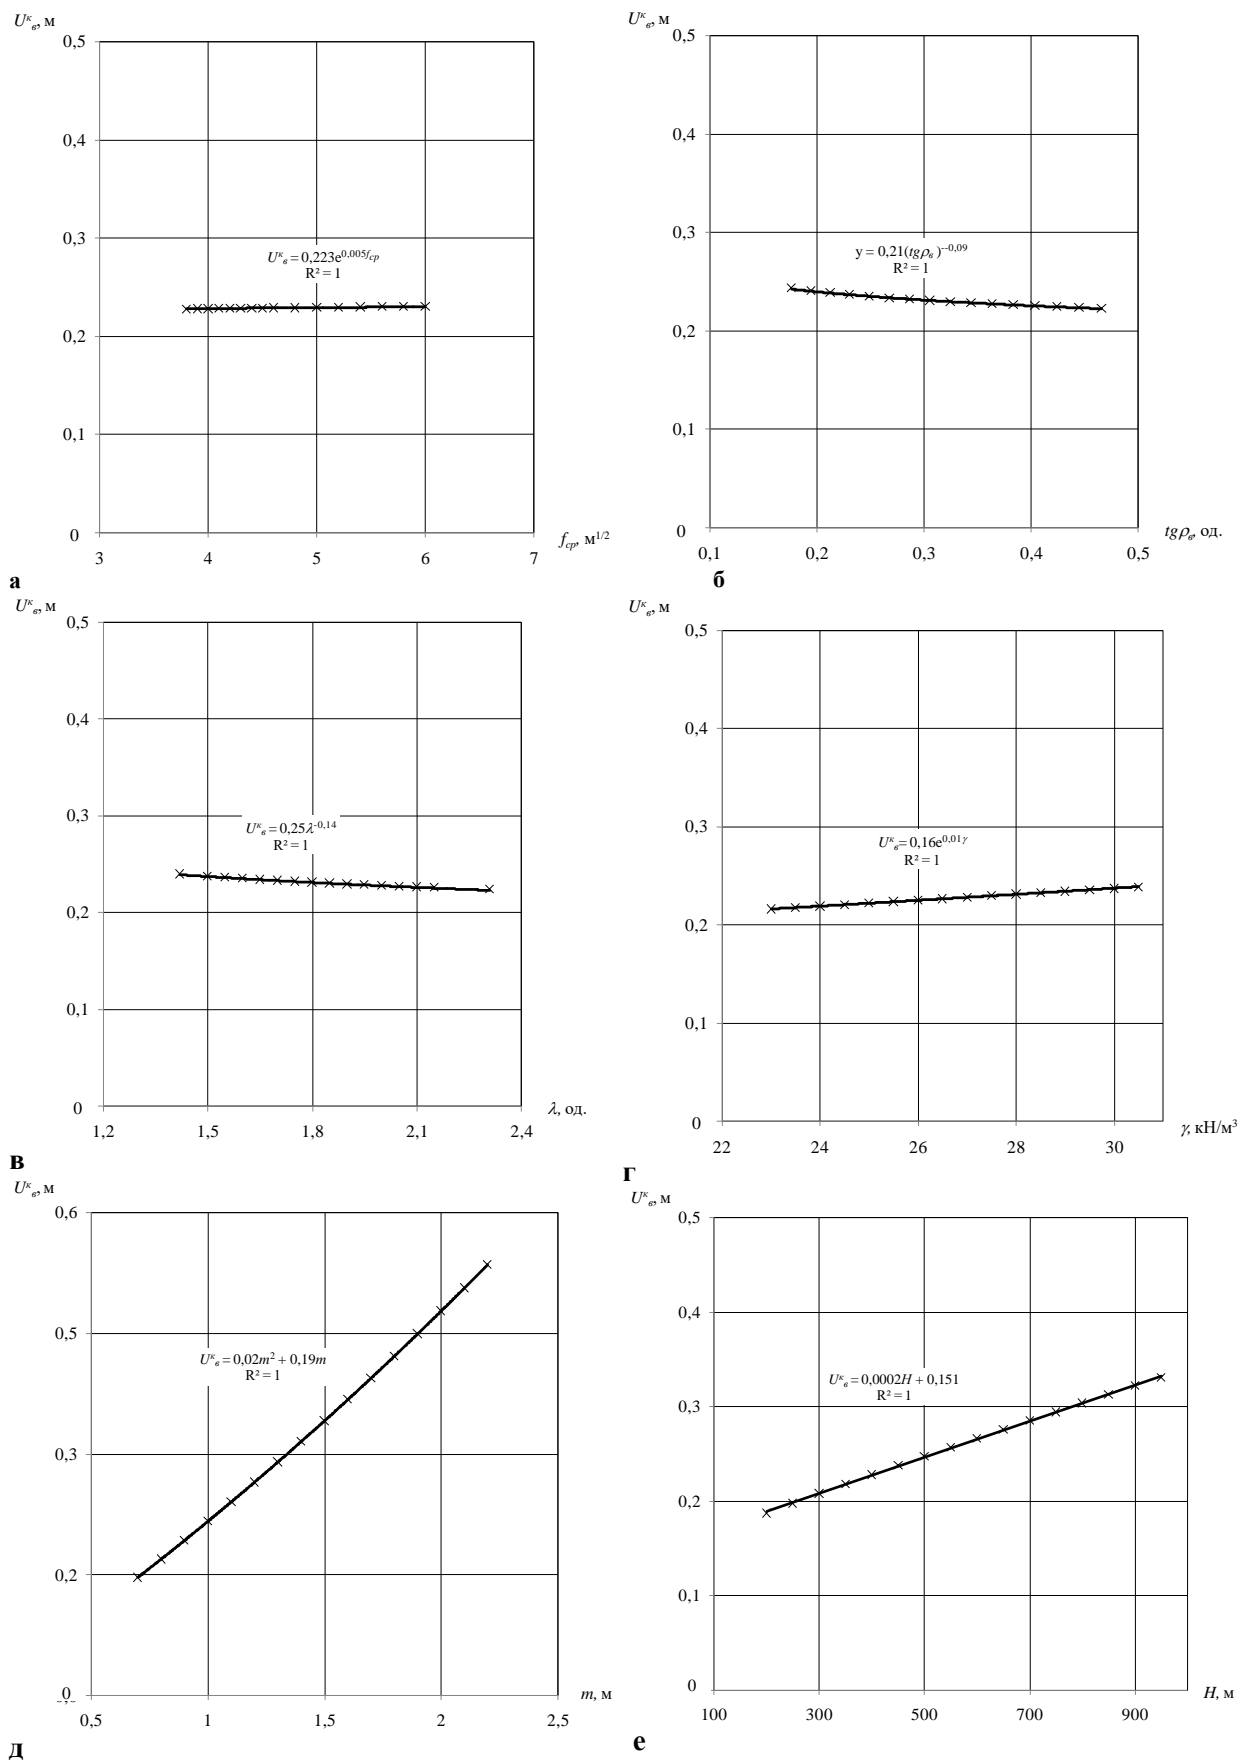 Uᵏв, м
0,5
0,4
0,3
Uᵏв = 0,223e^0,005fср
R² = 1
0,2
0,1
0
3 4 5 6 7
fср, м^1/2
а
Uᵏв, м
0,5
0,4
0,3
y = 0,21(tgρв)^--0,09
R² = 1
0,2
0,1
0
0,1 0,2 0,3 0,4 0,5
tgρв, од.
б
Uᵏв, м
0,5
0,4
0,3
Uᵏв = 0,25λ^-0,14
R² = 1
0,2
0,1
0
1,2 1,5 1,8 2,1 2,4
λ, од.
в
Uᵏв, м
0,5
0,4
0,3
Uᵏв = 0,16e^0,01γ
R² = 1
0,2
0,1
0
22 24 26 28 30
γ, кН/м³
г
Uᵏв, м
0,6
0,5
Uᵏв = 0,02m² + 0,19m
R² = 1
0,3
0,2
0
0,5 1 1,5 2 2,5
m, м
д
Uᵏв, м
0,5
0,4
Uᵏв = 0,0002H + 0,151
R² = 1
0,3
0,2
0,1
0
100 300 500 700 900
H, м
е